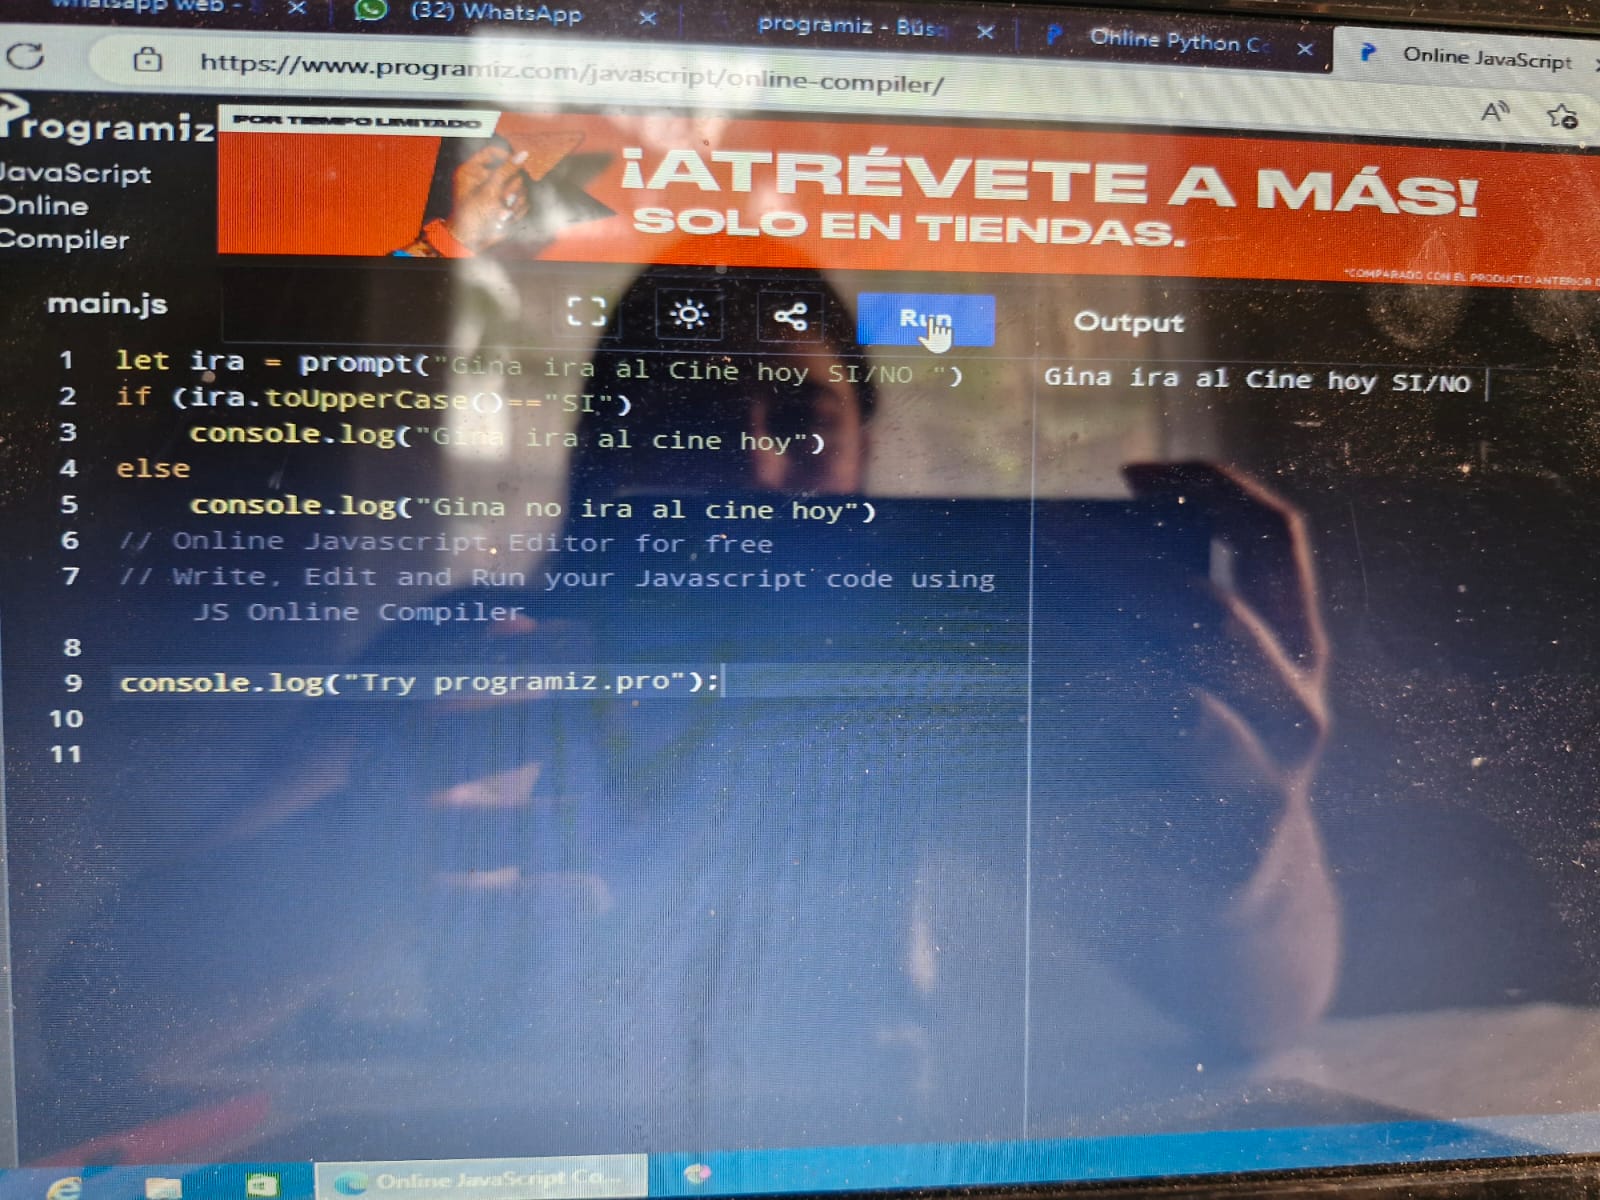 (32) WhatsApp
programiz - Bús
Online Python C
Online JavaScript
https://www.programiz.com/javascript/online-compiler/
Programiz
JavaScript
Online
Compiler
POR TIEMPO LIMITADO
¡ATRÉVETE A MÁS!
SOLO EN TIENDAS.
*COMPARADO CON EL PRODUCTO ANTERIOR
main.js
Run
Output
1 let ira = prompt("Gina ira al Cine hoy SI/NO ")
2 if (ira.toUpperCase()=="SI")
3 console.log("Gina ira al cine hoy")
4 else
5 console.log("Gina no ira al cine hoy")
6 // Online Javascript Editor for free
7 // Write, Edit and Run your Javascript code using
JS Online Compiler
8
9 console.log("Try programiz.pro");
10
11
Gina ira al Cine hoy SI/NO
Online JavaScript Co...